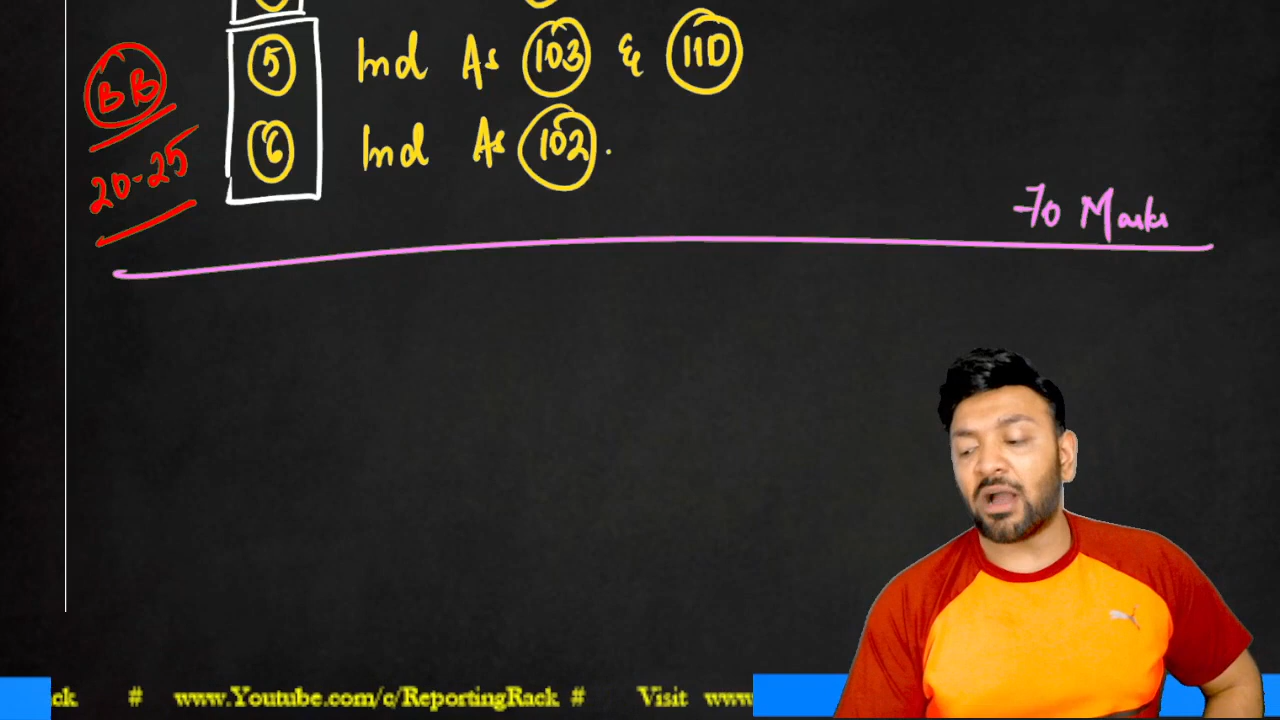 5 Ind As 103 & 110
6 Ind As 102.
BB
20-25
70 Marks
ck # www.Youtube.com/c/ReportingRack # Visit www